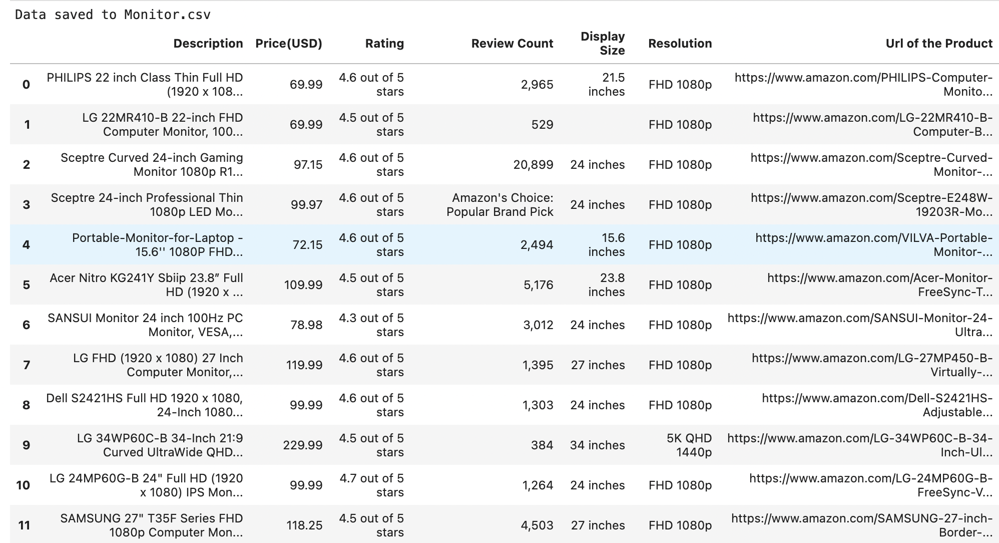 Data saved to Monitor.csv
Description Price(USD) Rating Review Count Display Size Resolution Url of the Product
0 PHILIPS 22 inch Class Thin Full HD (1920 x 108... 69.99 4.6 out of 5 stars 2,965 21.5 inches FHD 1080p https://www.amazon.com/PHILIPS-Computer-Monito...
1 LG 22MR410-B 22-inch FHD Computer Monitor, 100... 69.99 4.5 out of 5 stars 529 FHD 1080p https://www.amazon.com/LG-22MR410-B-Computer-B...
2 Sceptre Curved 24-inch Gaming Monitor 1080p R1... 97.15 4.6 out of 5 stars 20,899 24 inches FHD 1080p https://www.amazon.com/Sceptre-Curved-Monitor-...
3 Sceptre 24-inch Professional Thin 1080p LED Mo... 99.97 4.6 out of 5 stars Amazon's Choice: Popular Brand Pick 24 inches FHD 1080p https://www.amazon.com/Sceptre-E248W-19203R-Mo...
4 Portable-Monitor-for-Laptop - 15.6'' 1080P FHD... 72.15 4.6 out of 5 stars 2,494 15.6 inches FHD 1080p https://www.amazon.com/VILVA-Portable-Monitor-...
5 Acer Nitro KG241Y Sbiip 23.8” Full HD (1920 x ... 109.99 4.5 out of 5 stars 5,176 23.8 inches FHD 1080p https://www.amazon.com/Acer-Monitor-FreeSync-T...
6 SANSUI Monitor 24 inch 100Hz PC Monitor, VESA,... 78.98 4.3 out of 5 stars 3,012 24 inches FHD 1080p https://www.amazon.com/SANSUI-Monitor-24-Ultra...
7 LG FHD (1920 x 1080) 27 Inch Computer Monitor,... 119.99 4.6 out of 5 stars 1,395 27 inches FHD 1080p https://www.amazon.com/LG-27MP450-B-Virtually-...
8 Dell S2421HS Full HD 1920 x 1080, 24-Inch 1080... 99.99 4.6 out of 5 stars 1,303 24 inches FHD 1080p https://www.amazon.com/Dell-S2421HS-Adjustable...
9 LG 34WP60C-B 34-Inch 21:9 Curved UltraWide QHD... 229.99 4.5 out of 5 stars 384 34 inches 5K QHD 1440p https://www.amazon.com/LG-34WP60C-B-34-Inch-Ul...
10 LG 24MP60G-B 24" Full HD (1920 x 1080) IPS Mon... 99.99 4.7 out of 5 stars 1,264 24 inches FHD 1080p https://www.amazon.com/LG-24MP60G-B-FreeSync-V...
11 SAMSUNG 27" T35F Series FHD 1080p Computer Mon... 118.25 4.5 out of 5 stars 4,503 27 inches FHD 1080p https://www.amazon.com/SAMSUNG-27-inch-Border-...